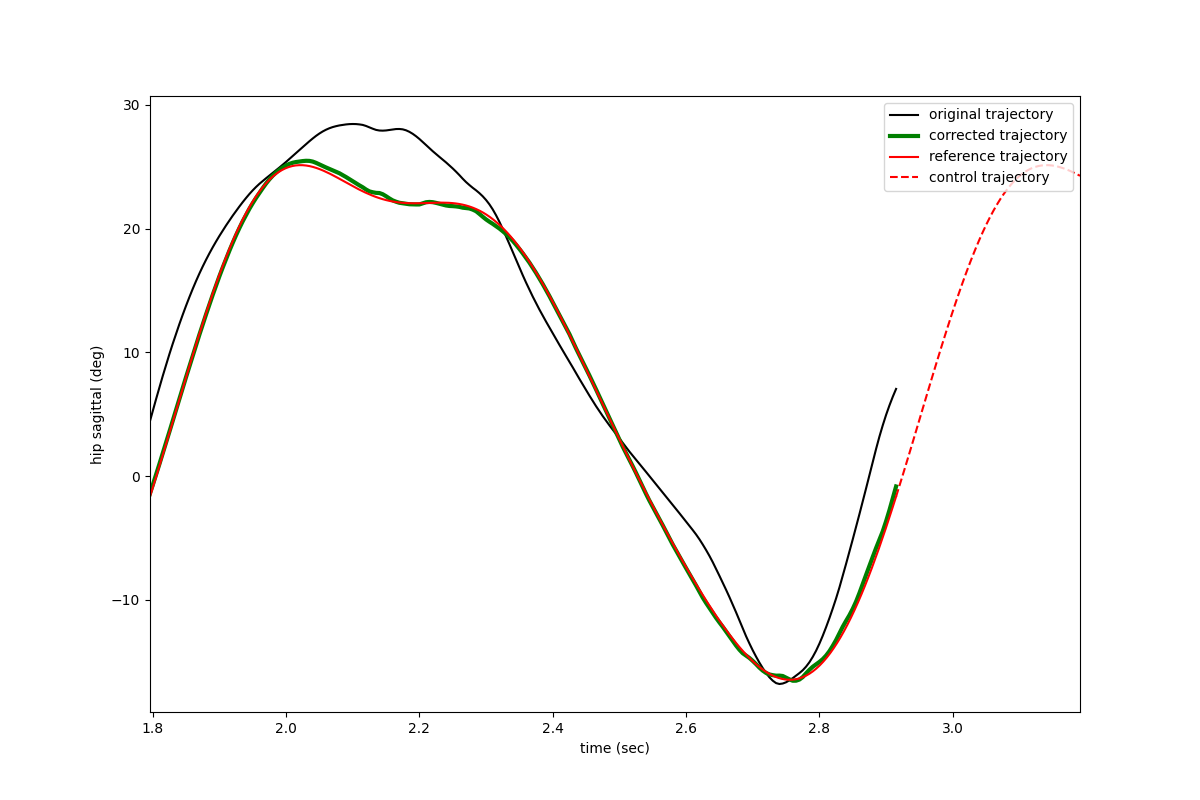 original trajectory
corrected trajectory
reference trajectory
control trajectory
30
20
10
0
−10
hip sagittal (deg)
1.8 2.0 2.2 2.4 2.6 2.8 3.0
time (sec)